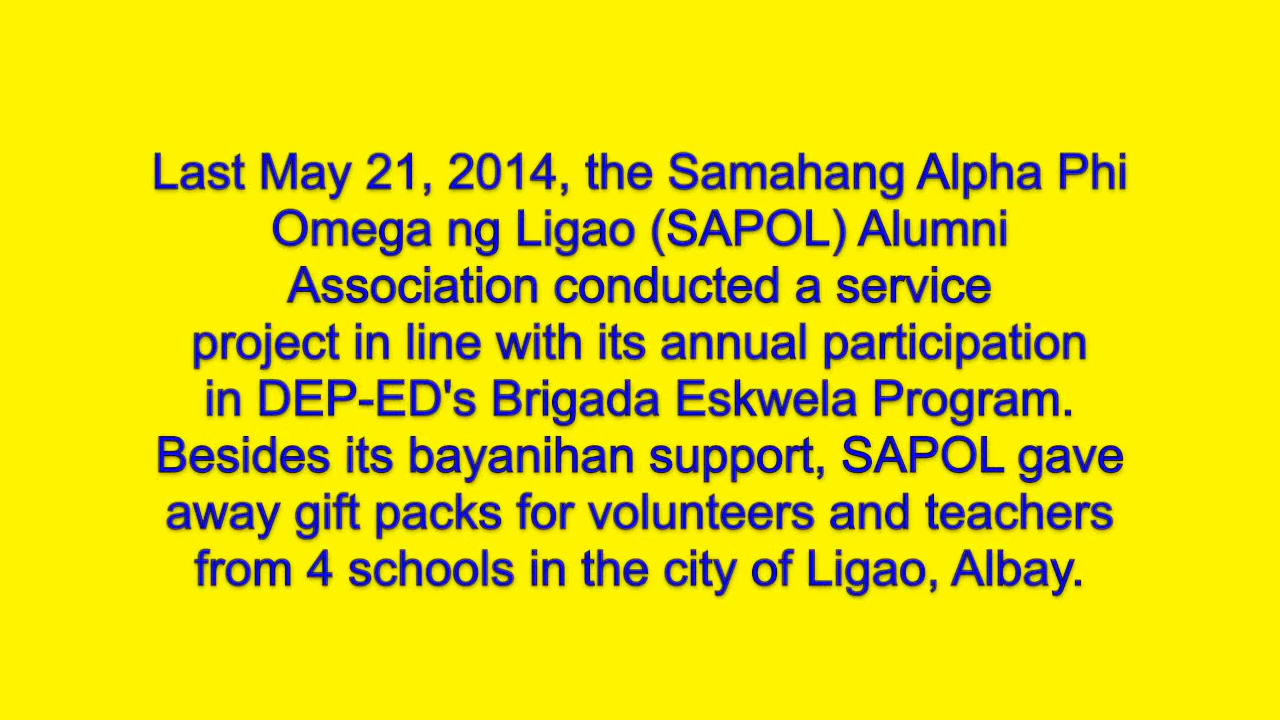 Last May 21, 2014, the Samahang Alpha Phi
Omega ng Ligao (SAPOL) Alumni
Association conducted a service
project in line with its annual participation
in DEP-ED's Brigada Eskwela Program.
Besides its bayanihan support, SAPOL gave
away gift packs for volunteers and teachers
from 4 schools in the city of Ligao, Albay.